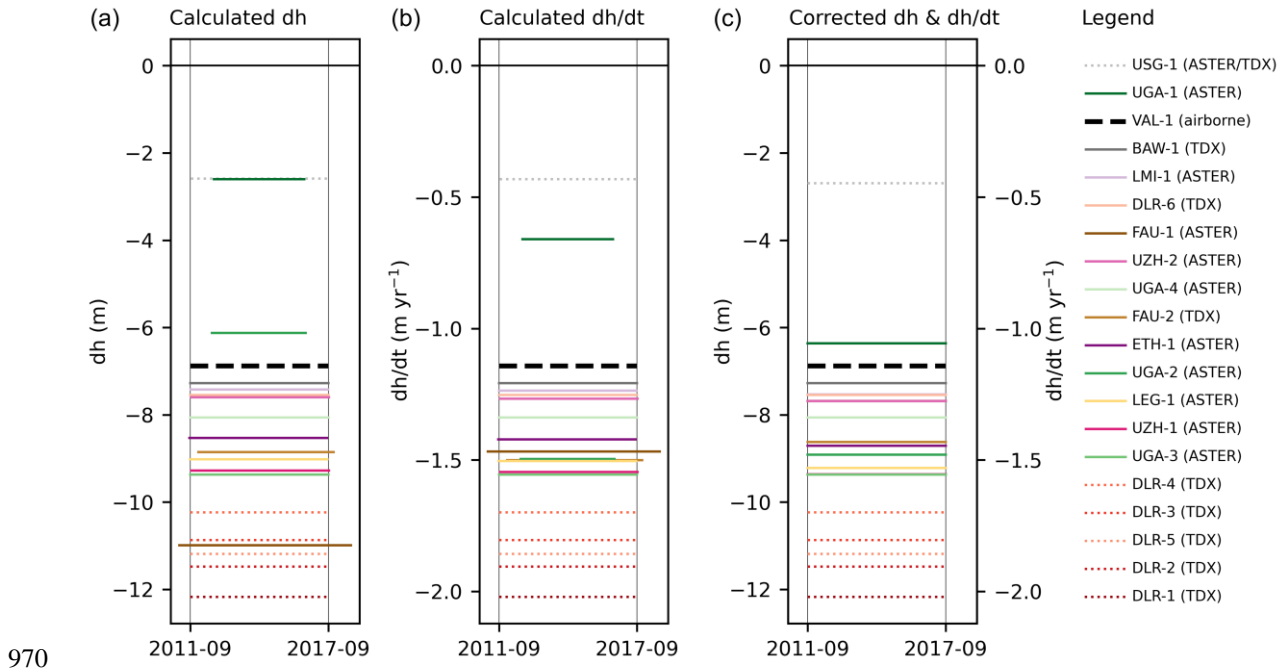 (a) Calculated dh
(b) Calculated dh/dt
(c) Corrected dh & dh/dt
Legend
dh (m)
0
−2
−4
−6
−8
−10
−12
2011-09 2017-09
dh/dt (m yr⁻¹)
0.0
−0.5
−1.0
−1.5
−2.0
2011-09 2017-09
dh (m)
0
−2
−4
−6
−8
−10
−12
2011-09 2017-09
dh/dt (m yr⁻¹)
0.0
−0.5
−1.0
−1.5
−2.0
USG-1 (ASTER/TDX)
UGA-1 (ASTER)
VAL-1 (airborne)
BAW-1 (TDX)
LMI-1 (ASTER)
DLR-6 (TDX)
FAU-1 (ASTER)
UZH-2 (ASTER)
UGA-4 (ASTER)
FAU-2 (TDX)
ETH-1 (ASTER)
UGA-2 (ASTER)
LEG-1 (ASTER)
UZH-1 (ASTER)
UGA-3 (ASTER)
DLR-4 (TDX)
DLR-3 (TDX)
DLR-5 (TDX)
DLR-2 (TDX)
DLR-1 (TDX)
970